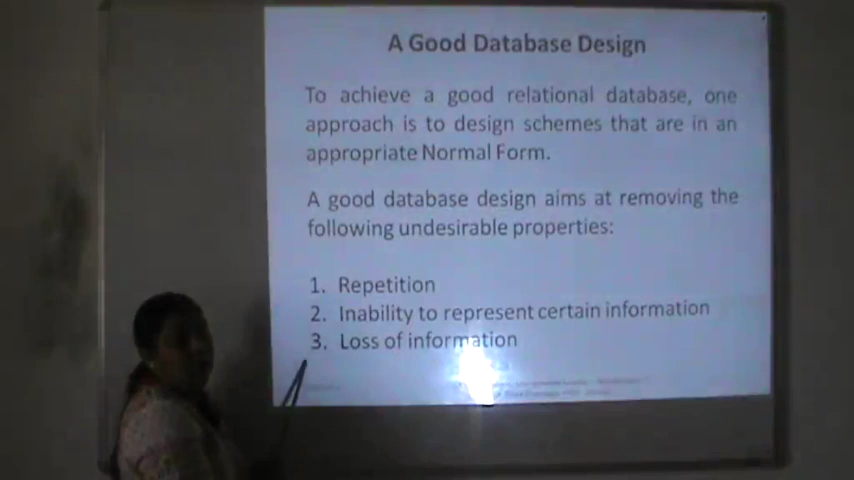 A Good Database Design
To achieve a good relational database, one
approach is to design schemes that are in an
appropriate Normal Form.
A good database design aims at removing the
following undesirable properties:
1. Repetition
2. Inability to represent certain information
3. Loss of information